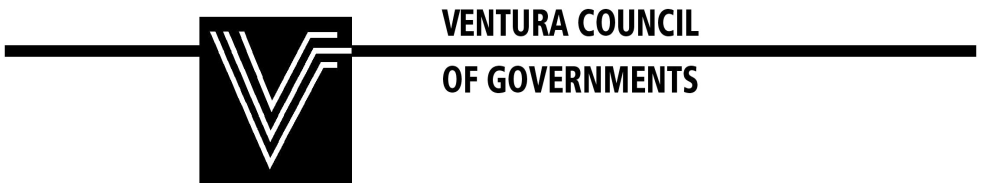 VENTURA COUNCIL
OF GOVERNMENTS